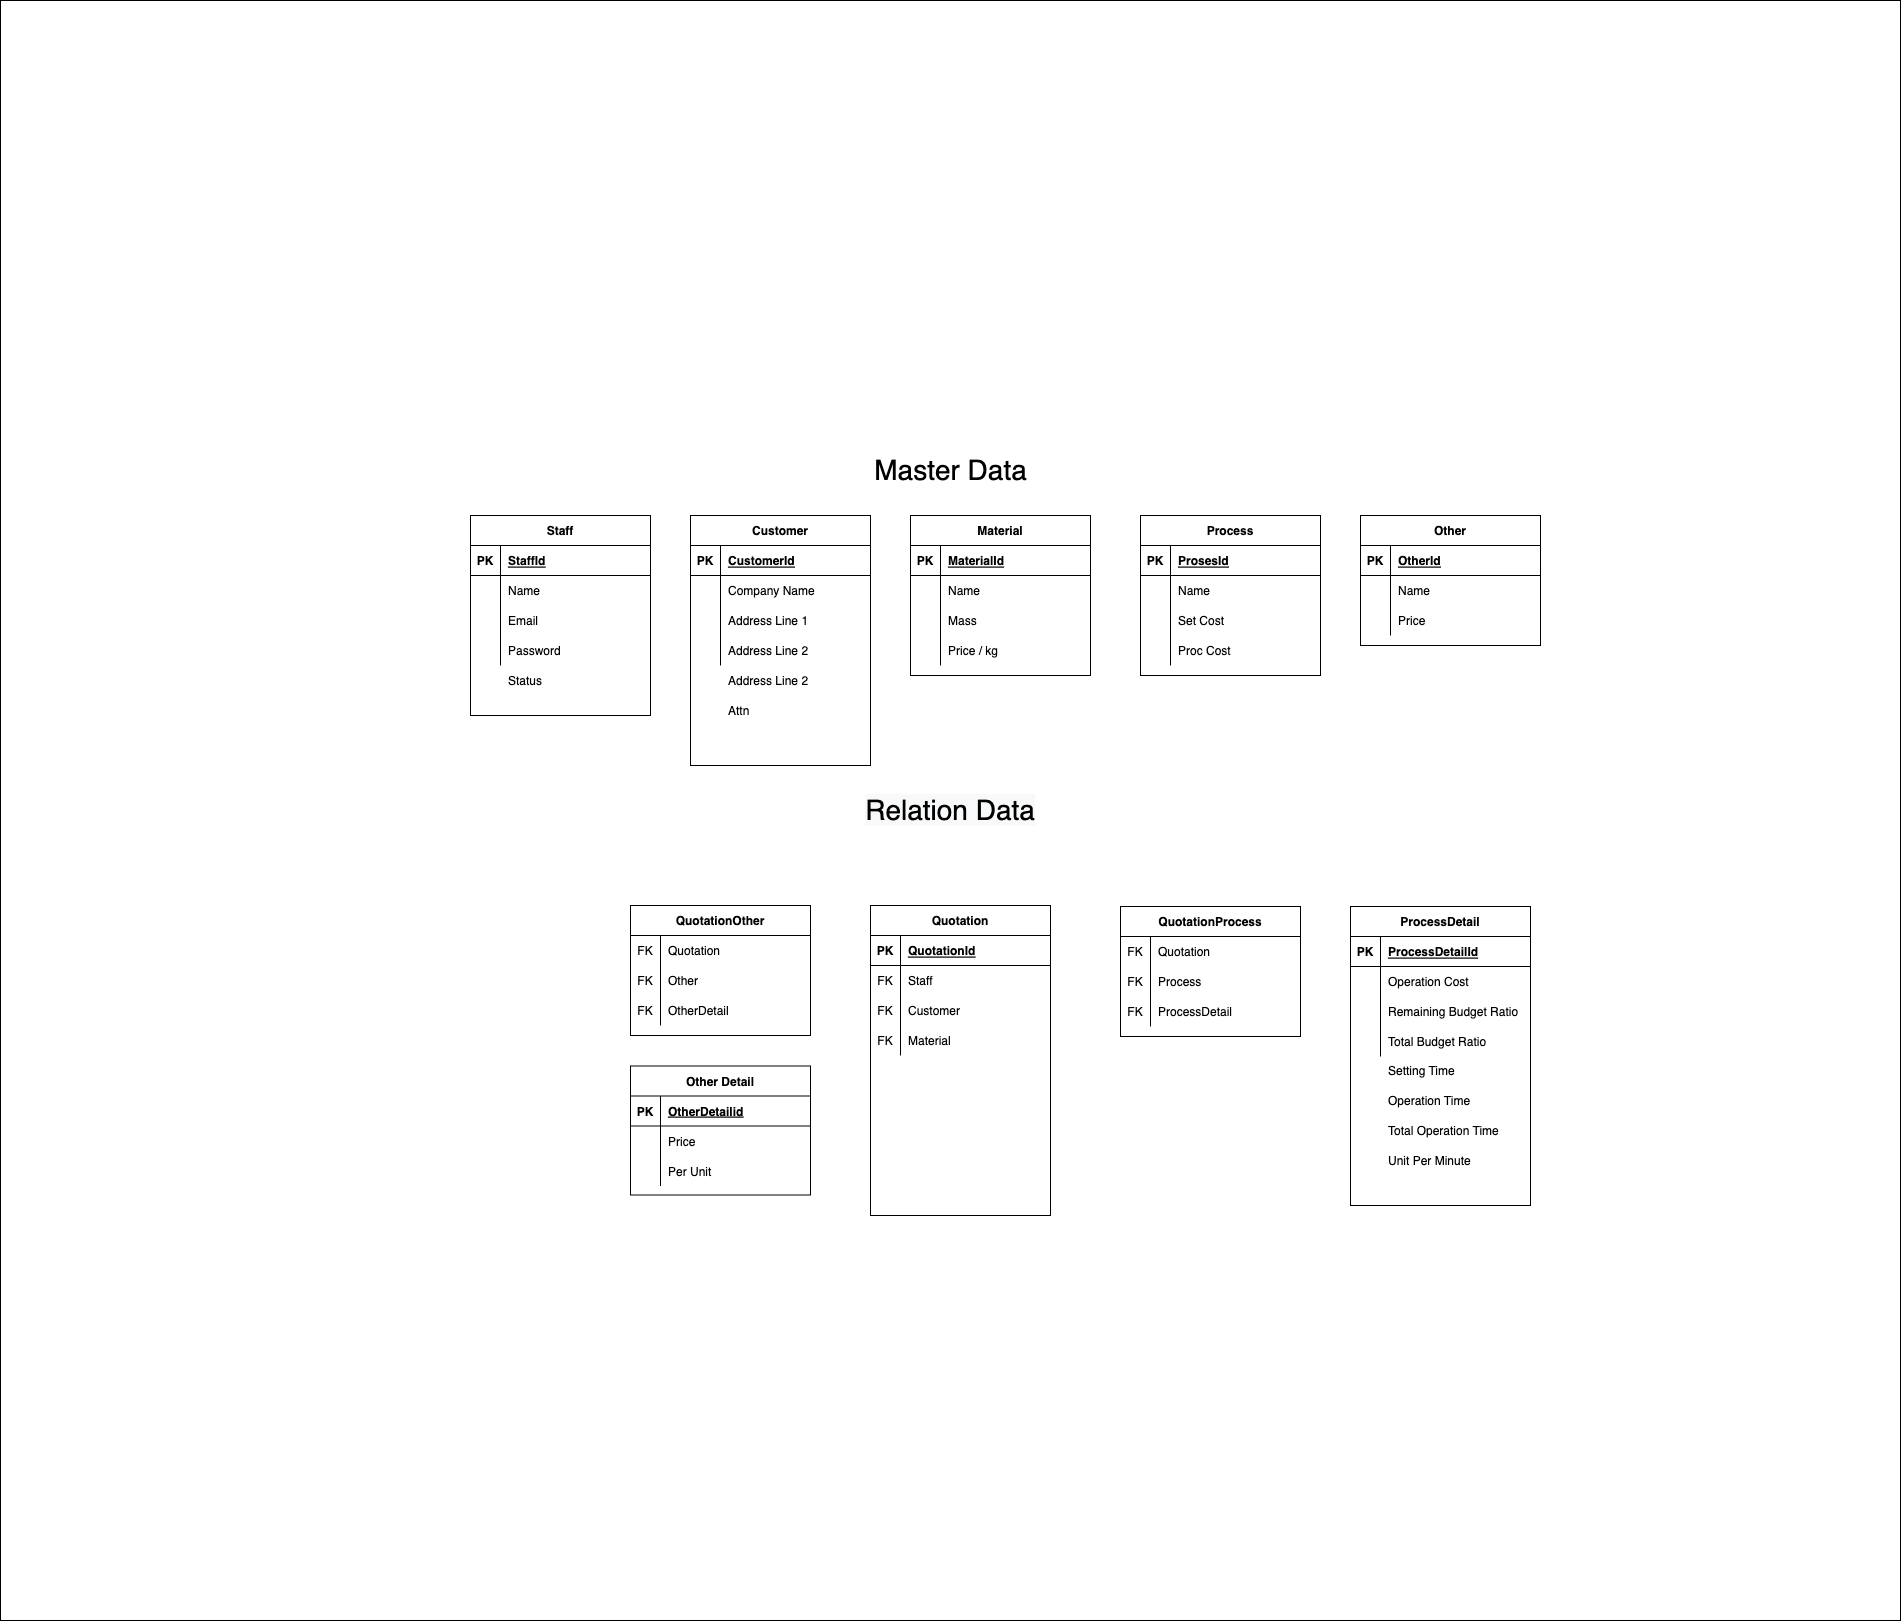 Master Data
Staff
PK StaffId
Name
Email
Password
Status
Customer
PK CustomerId
Company Name
Address Line 1
Address Line 2
Address Line 2
Attn
Material
PK MaterialId
Name
Mass
Price / kg
Process
PK ProsesId
Name
Set Cost
Proc Cost
Other
PK OtherId
Name
Price
Relation Data
QuotationOther
FK Quotation
FK Other
FK OtherDetail
Other Detail
PK OtherDetailid
Price
Per Unit
Quotation
PK QuotationId
FK Staff
FK Customer
FK Material
QuotationProcess
FK Quotation
FK Process
FK ProcessDetail
ProcessDetail
PK ProcessDetailId
Operation Cost
Remaining Budget Ratio
Total Budget Ratio
Setting Time
Operation Time
Total Operation Time
Unit Per Minute